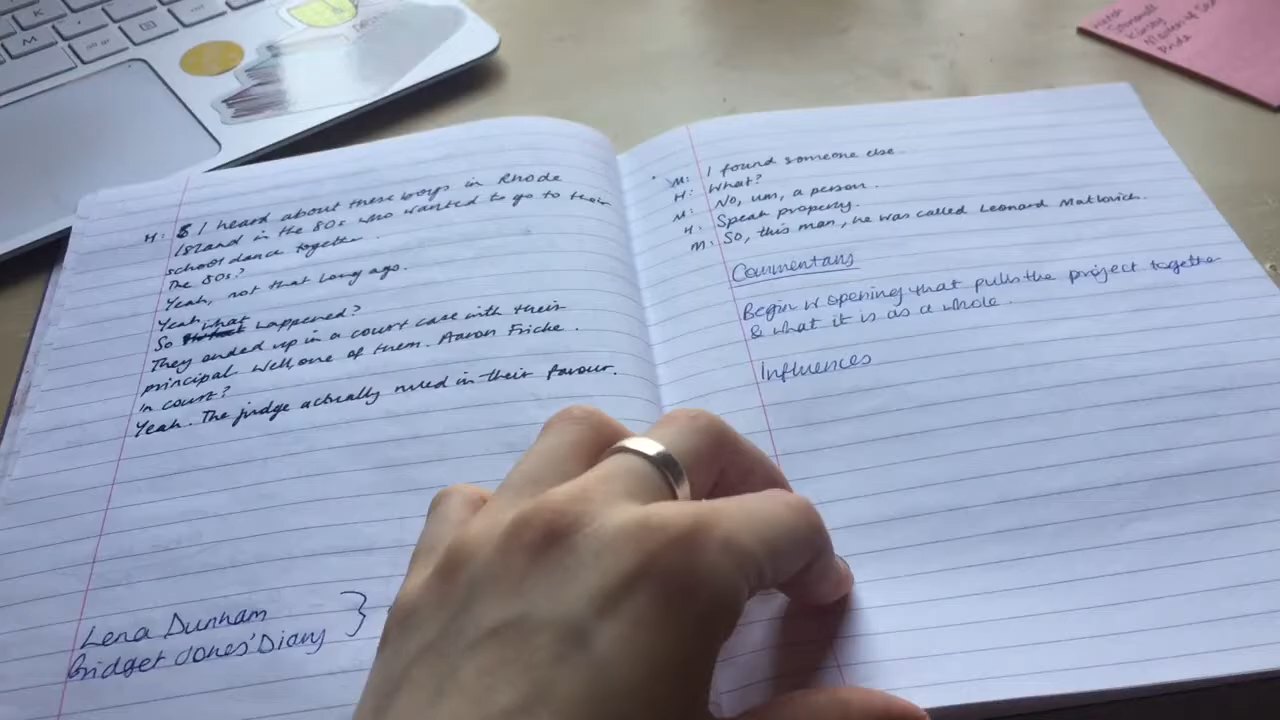 H: I heard about these boys in Rhode
Island in the 80s who wanted to go to their
school dance together.
The 80s?
Yeah, not that long ago.
Yeah
So what happened?
They ended up in a court case with their
principal. Well, one of them. Aaron Fricke.
In court?
Yeah. The judge actually ruled in their favour.
Lena Dunham
Bridget Jones' Diary }
M: I found someone else
H: What?
M: No, um, a person.
H: Speak properly.
M: So, this man, he was called Leonard Matlovich.
Commentary
Begin w opening that pulls the project together
& what it is as a whole.
Influences
Stonewall
Kinsey
Pride
K
M